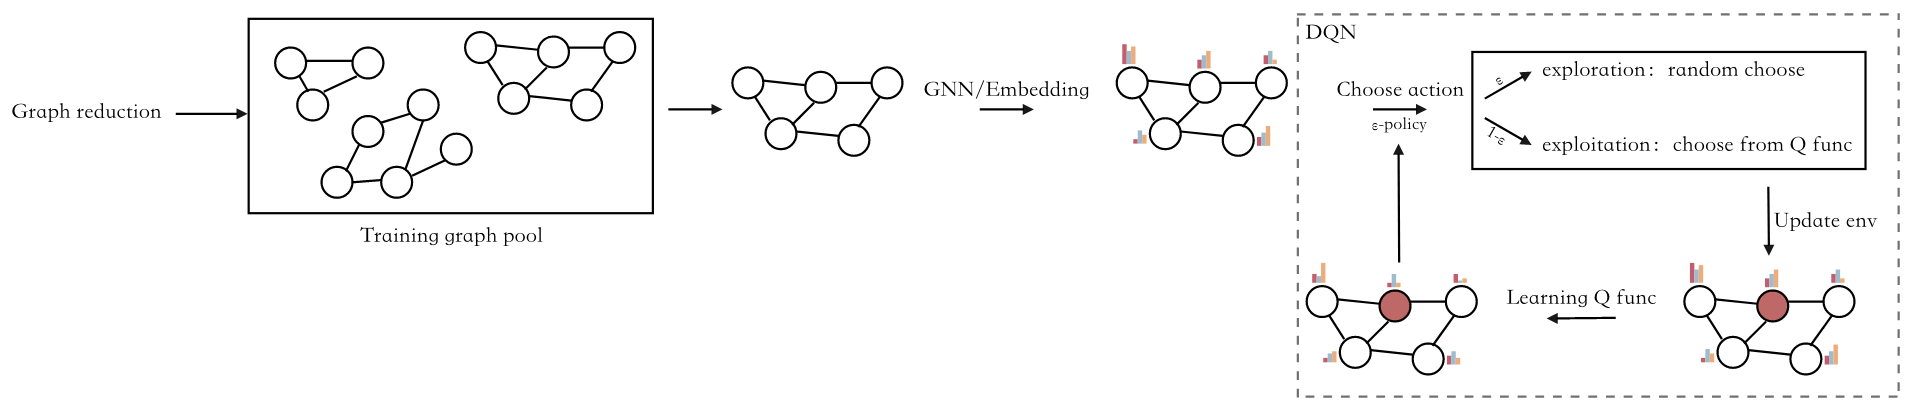 Graph reduction
Training graph pool
GNN/Embedding
DQN
Choose action
ε-policy
ε
exploration: random choose
1-ε
exploitation: choose from Q func
Update env
Learning Q func